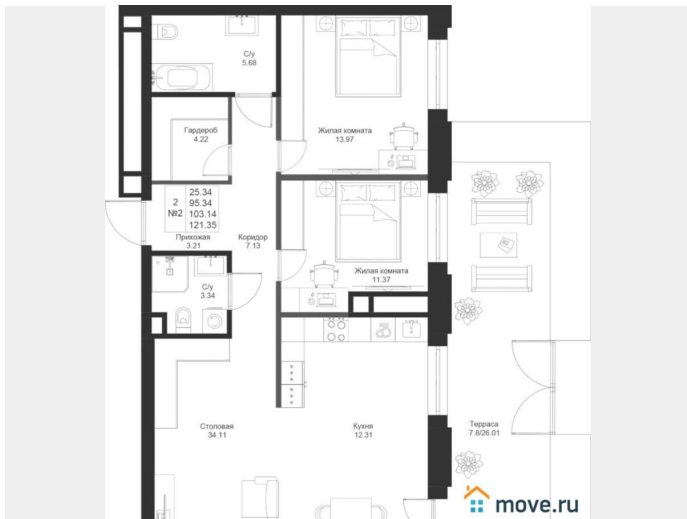 С/у
5.68
Гардероб
4.22
Жилая комната
13.97
2
№2
25.34
95.34
103.14
121.35
Прихожая
3.21
Коридор
7.13
Жилая комната
11.37
С/у
3.34
Столовая
34.11
Кухня
12.31
Терраса
7.8/26.01
move.ru